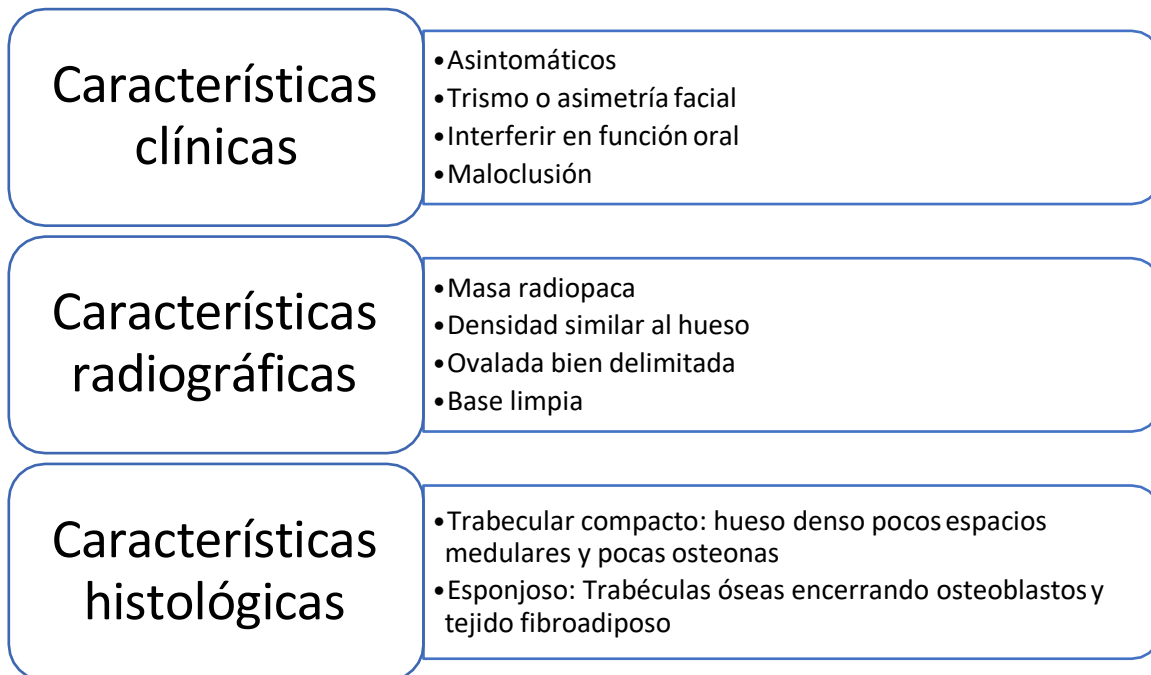 Características
clínicas
•Asintomáticos
•Trismo o asimetría facial
•Interferir en función oral
•Maloclusión
Características
radiográficas
•Masa radiopaca
•Densidad similar al hueso
•Ovalada bien delimitada
•Base limpia
Características
histológicas
•Trabecular compacto: hueso denso pocos espacios
medulares y pocas osteonas
•Esponjoso: Trabéculas óseas encerrando osteoblastos y
tejido fibroadiposo